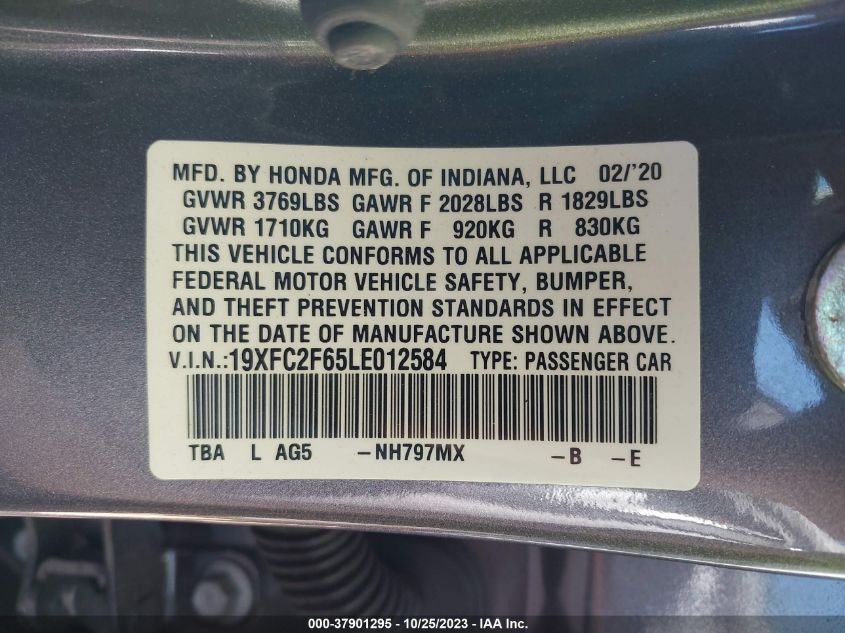 MFD. BY HONDA MFG. OF INDIANA, LLC 02/'20
GVWR 3769LBS GAWR F 2028LBS R 1829LBS
GVWR 1710KG GAWR F 920KG R 830KG
THIS VEHICLE CONFORMS TO ALL APPLICABLE
FEDERAL MOTOR VEHICLE SAFETY, BUMPER,
AND THEFT PREVENTION STANDARDS IN EFFECT
ON THE DATE OF MANUFACTURE SHOWN ABOVE.
V.I.N.:19XFC2F65LE012584 TYPE: PASSENGER CAR
TBA L AG5 -NH797MX -B -E
000-37901295 - 10/25/2023 - IAA Inc.